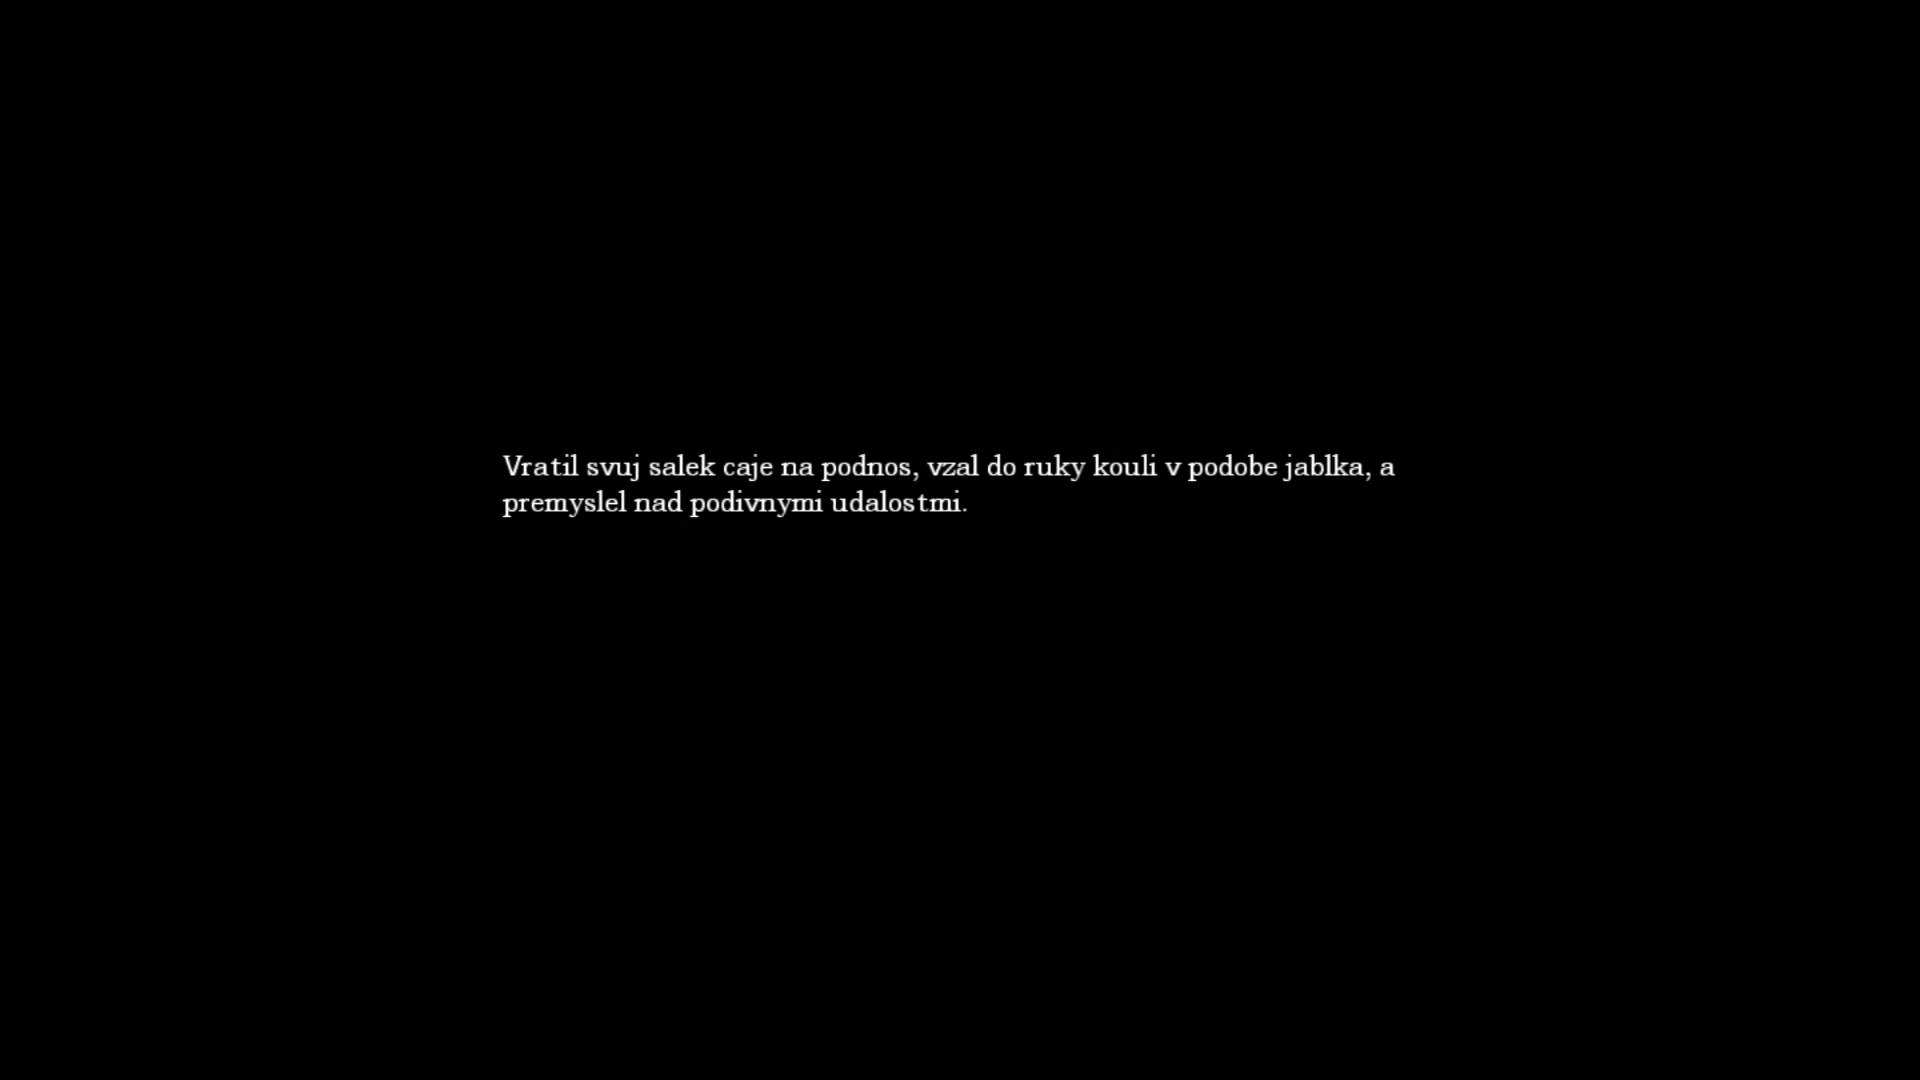 Vratil svuj salek caje na podnos, vzal do ruky kouli v podobe jablka, a
premyslel nad podivnymi udalostmi.